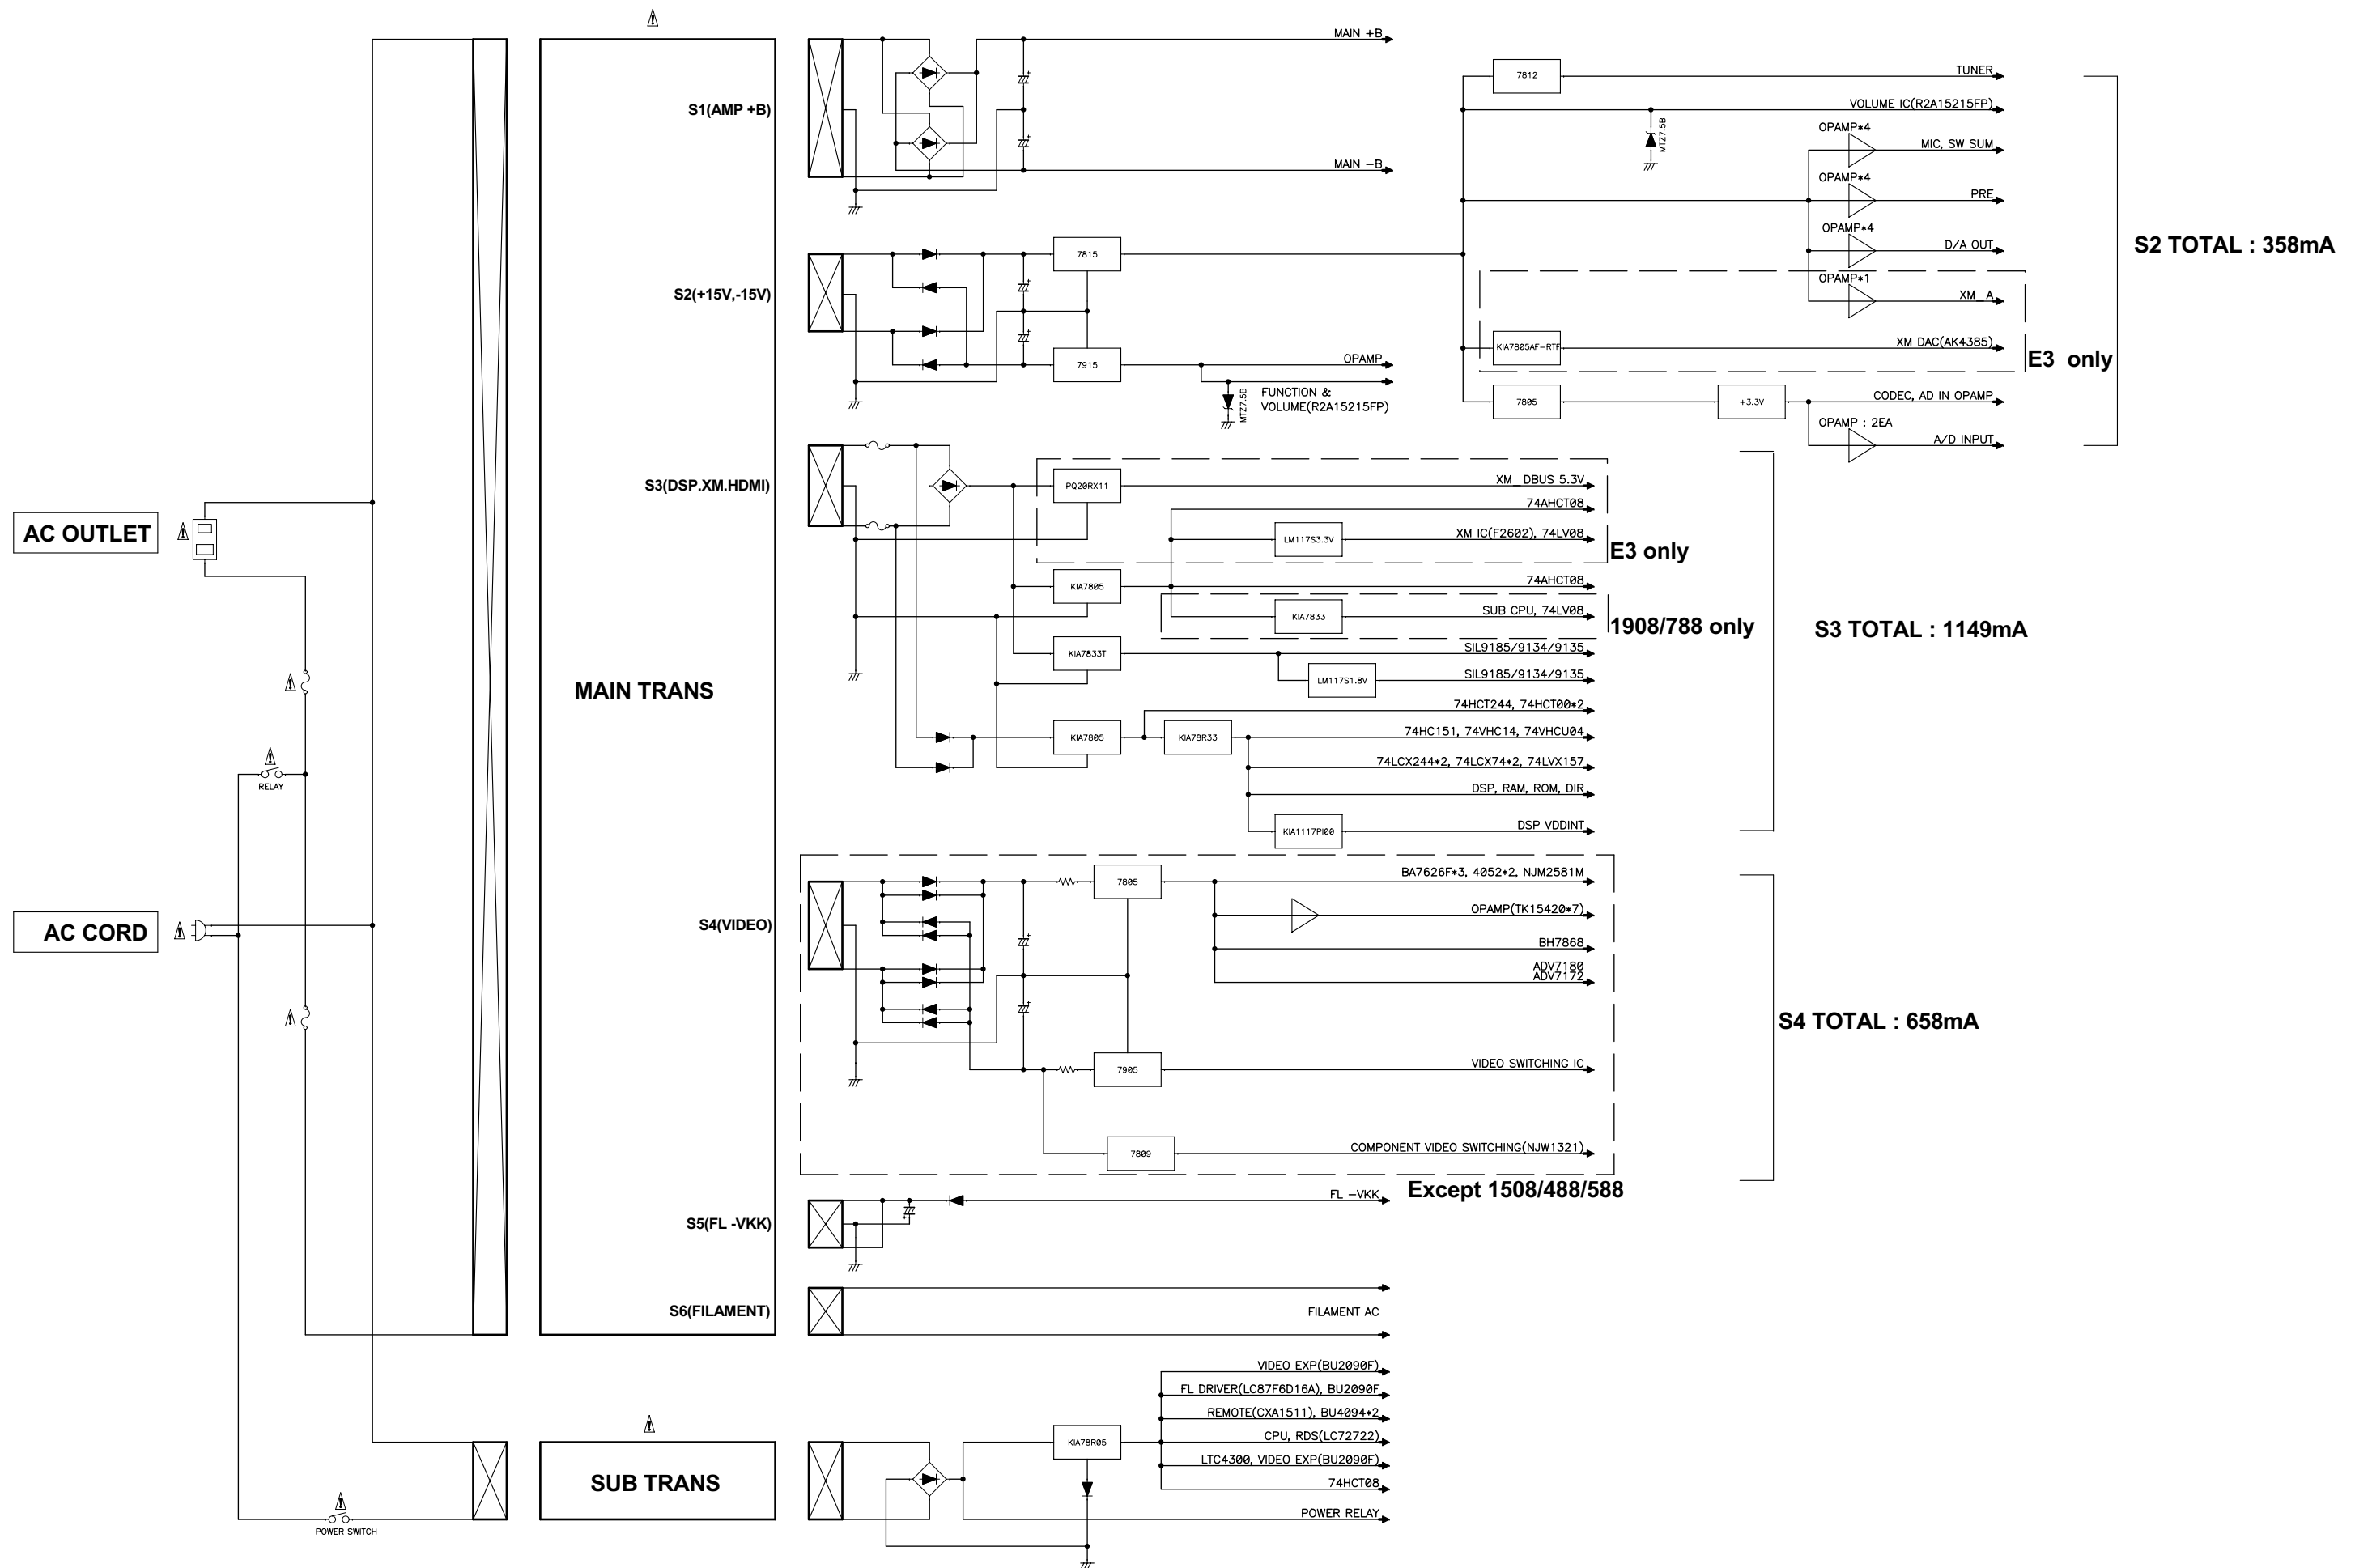 S1(AMP +B)
MAIN +B
MAIN -B
S2(+15V,-15V)
7815
7915
OPAMP
MTZ7.5B
FUNCTION &
VOLUME(R2A15215FP)
7812
TUNER
VOLUME IC(R2A15215FP)
MTZ7.5B
OPAMP*4
MIC, SW SUM
OPAMP*4
PRE
OPAMP*4
D/A OUT
OPAMP*1
XM_A
KIA7805AF-RTF
XM DAC(AK4385)
E3 only
7805
+3.3V
CODEC, AD IN OPAMP
OPAMP : 2EA
A/D INPUT
S2 TOTAL : 358mA
S3(DSP.XM.HDMI)
PQ20RX11
XM_DBUS 5.3V
74AHCT08
LM117S3.3V
XM IC(F2602), 74LV08
E3 only
KIA7805
74AHCT08
KIA7833
SUB CPU, 74LV08
1908/788 only
KIA7833T
SIL9185/9134/9135
LM117S1.8V
SIL9185/9134/9135
74HCT244, 74HCT00*2
KIA7805
KIA78R33
74HC151, 74VHC14, 74VHCU04
74LCX244*2, 74LCX74*2, 74LVX157
DSP, RAM, ROM, DIR
KIA1117PI00
DSP VDDINT
S3 TOTAL : 1149mA
AC OUTLET
MAIN TRANS
RELAY
AC CORD
S4(VIDEO)
7805
BA7626F*3, 4052*2, NJM2581M
OPAMP(TK15420*7)
BH7868
ADV7180
ADV7172
7905
VIDEO SWITCHING IC
7809
COMPONENT VIDEO SWITCHING(NJW1321)
S4 TOTAL : 658mA
Except 1508/488/588
S5(FL -VKK)
FL -VKK
S6(FILAMENT)
FILAMENT AC
VIDEO EXP(BU2090F)
FL DRIVER(LC87F6D16A), BU2090F
REMOTE(CXA1511), BU4094*2
KIA78R05
CPU, RDS(LC72722)
LTC4300, VIDEO EXP(BU2090F)
74HCT08
POWER RELAY
SUB TRANS
POWER SWITCH